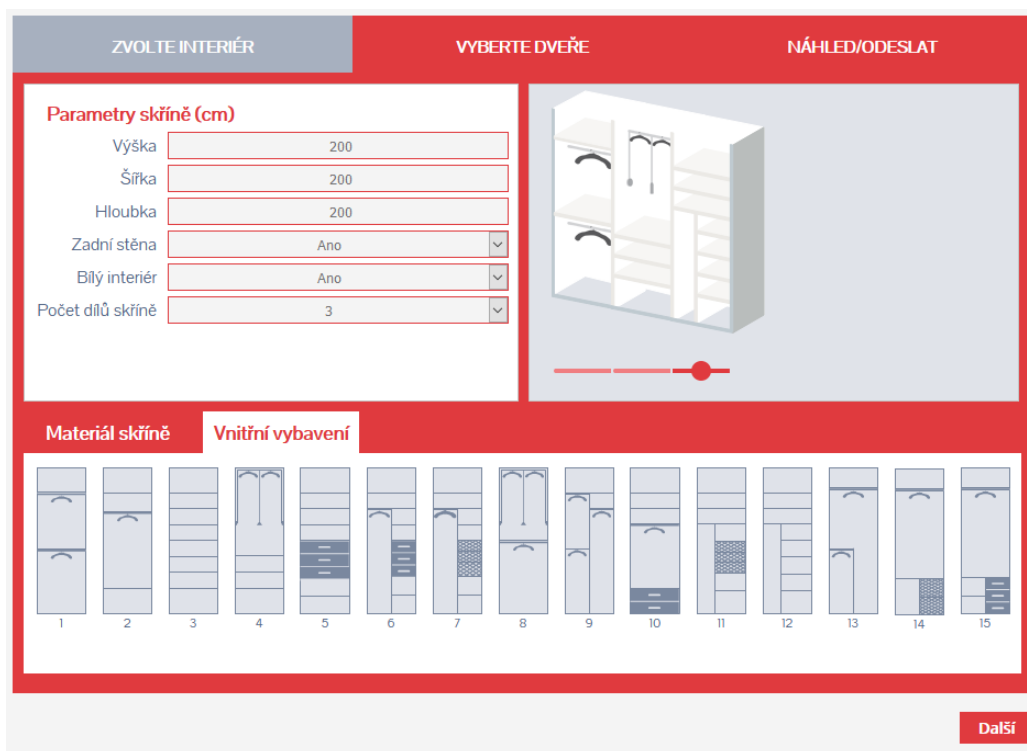 ZVOLTE INTERIÉR
VYBERTE DVEŘE
NÁHLED/ODESLAT
Parametry skříně (cm)
Výška 200
Šířka 200
Hloubka 200
Zadní stěna Ano
Bílý interiér Ano
Počet dílů skříně 3
Materiál skříně
Vnitřní vybavení
1 2 3 4 5 6 7 8 9 10 11 12 13 14 15
Další